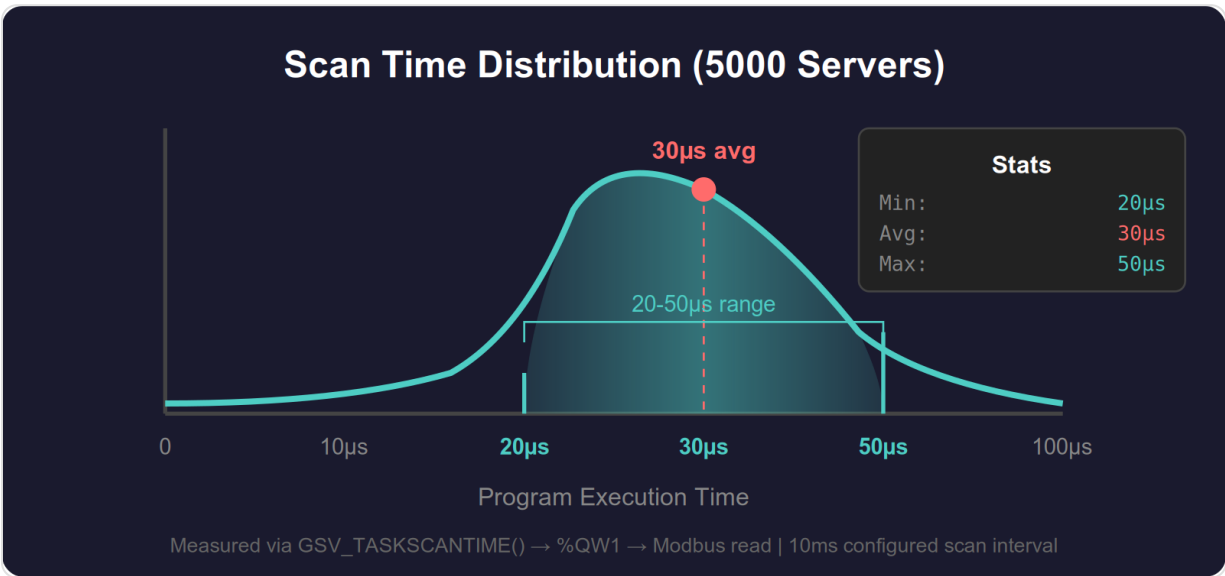 Scan Time Distribution (5000 Servers)
30µs avg
Stats
Min: 20µs
Avg: 30µs
Max: 50µs
20-50µs range
0 10µs 20µs 30µs 50µs 100µs
Program Execution Time
Measured via GSV_TASKSCANTIME() → %QW1 → Modbus read | 10ms configured scan interval